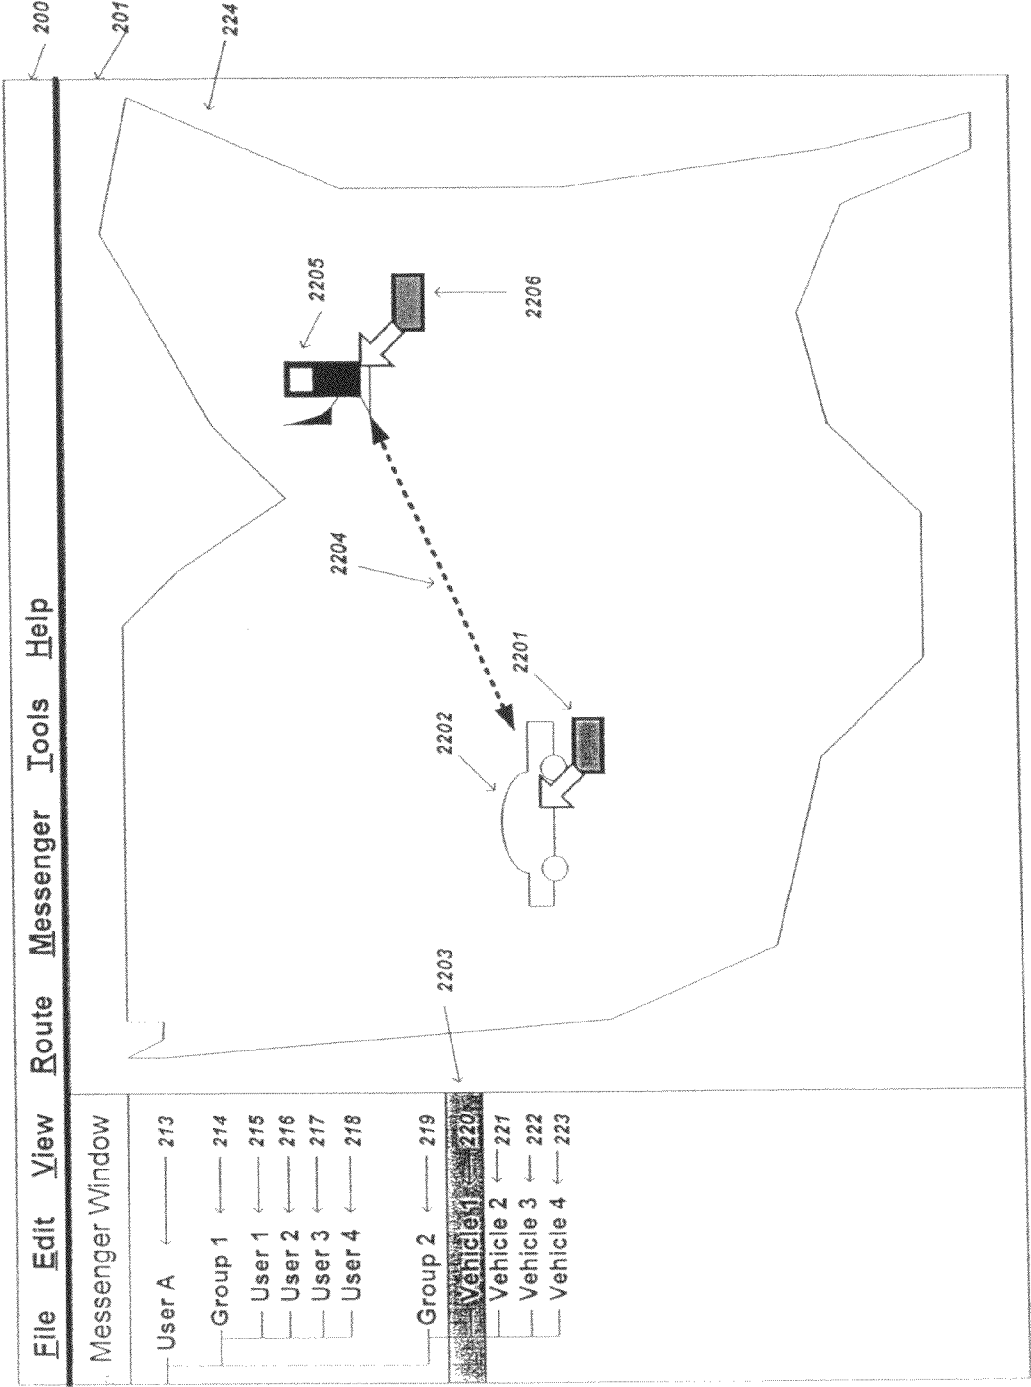 200
201
224
File Edit View Route Messenger Tools Help
Messenger Window
User A 213
Group 1 214
User 1 215
User 2 216
User 3 217
User 4 218
Group 2 219
Vehicle 1 220
Vehicle 2 221
Vehicle 3 222
Vehicle 4 223
2203
2202
2201
2204
2205
2206